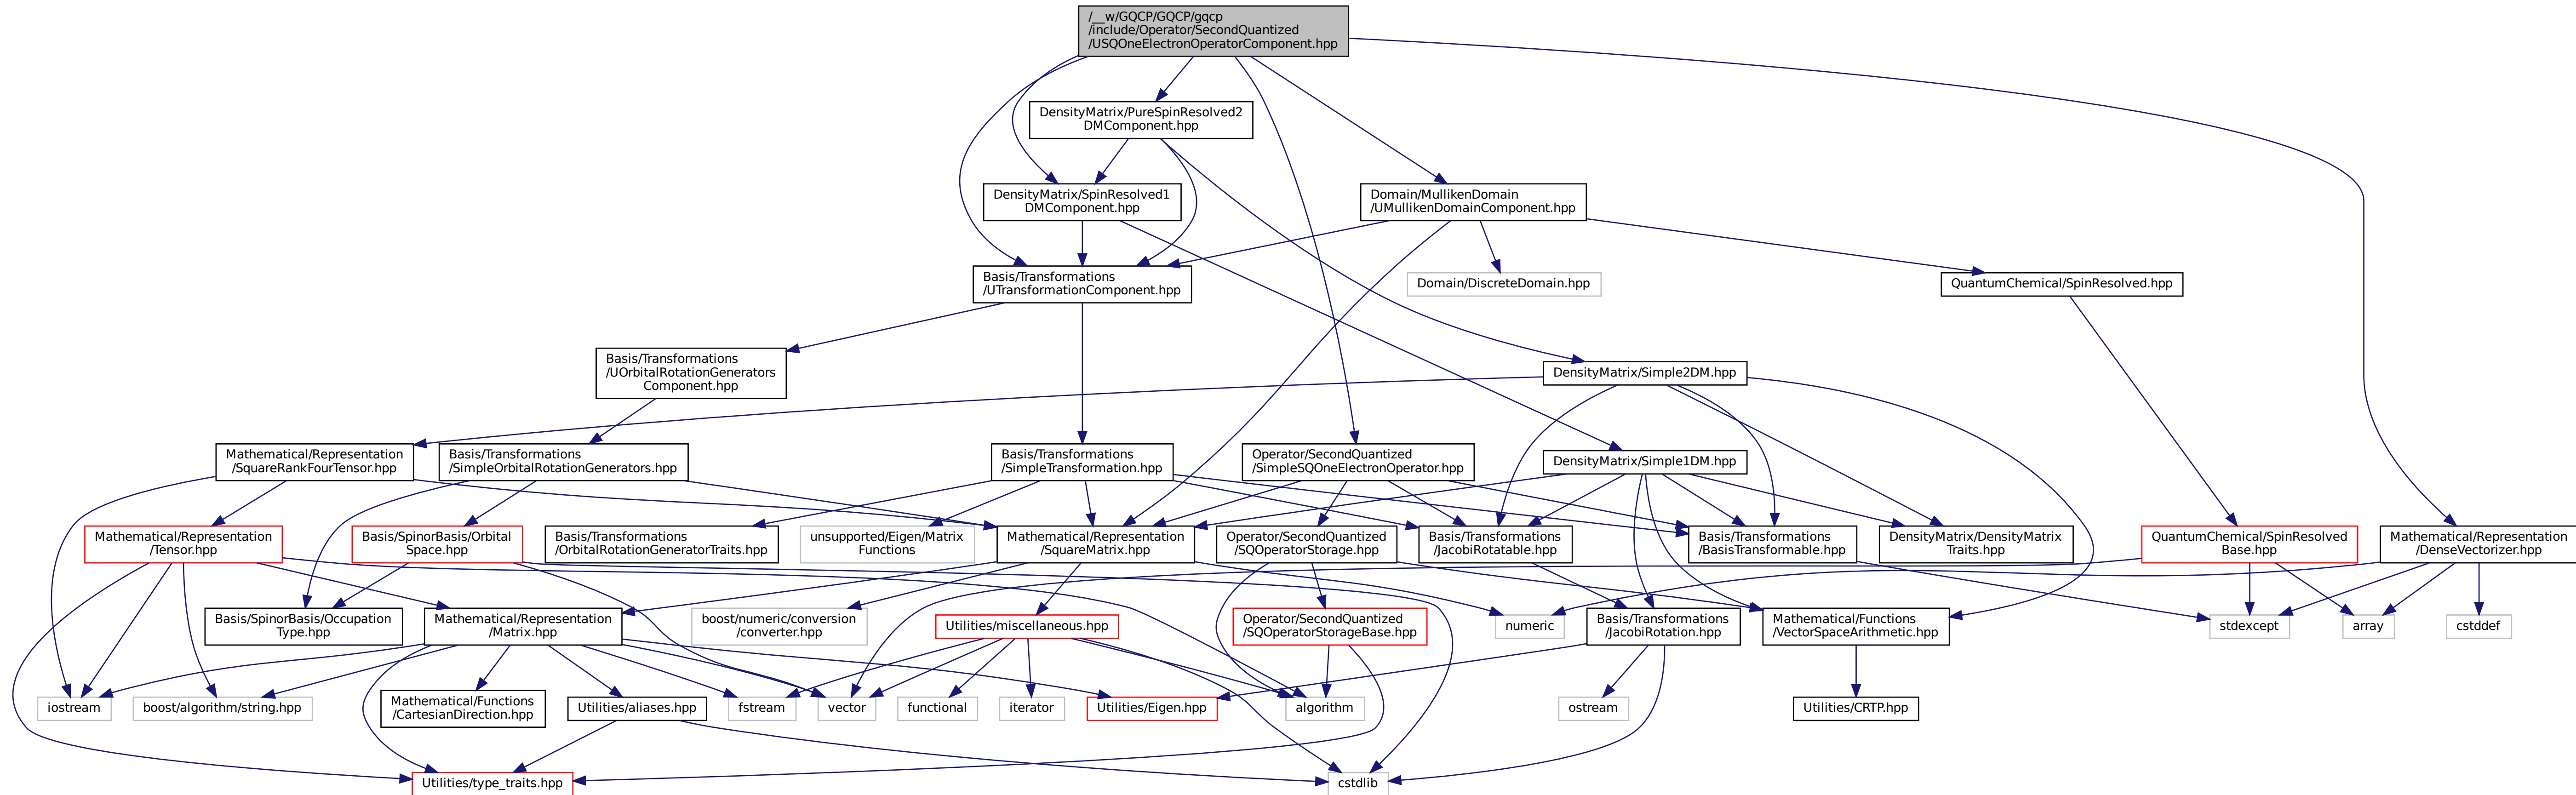 /__w/GQCP/GQCP/gqcp
/include/Operator/SecondQuantized
/USQOneElectronOperatorComponent.hpp
DensityMatrix/PureSpinResolved2
DMComponent.hpp
DensityMatrix/SpinResolved1
DMComponent.hpp
Domain/MullikenDomain
/UMullikenDomainComponent.hpp
Basis/Transformations
/UTransformationComponent.hpp
Domain/DiscreteDomain.hpp
QuantumChemical/SpinResolved.hpp
Basis/Transformations
/UOrbitalRotationGenerators
Component.hpp
DensityMatrix/Simple2DM.hpp
Mathematical/Representation
/SquareRankFourTensor.hpp
Basis/Transformations
/SimpleOrbitalRotationGenerators.hpp
Basis/Transformations
/SimpleTransformation.hpp
Operator/SecondQuantized
/SimpleSQOneElectronOperator.hpp
DensityMatrix/Simple1DM.hpp
Mathematical/Representation
/Tensor.hpp
Basis/SpinorBasis/Orbital
Space.hpp
Basis/Transformations
/OrbitalRotationGeneratorTraits.hpp
unsupported/Eigen/Matrix
Functions
Mathematical/Representation
/SquareMatrix.hpp
Operator/SecondQuantized
/SQOperatorStorage.hpp
Basis/Transformations
/JacobiRotatable.hpp
Basis/Transformations
/BasisTransformable.hpp
DensityMatrix/DensityMatrix
Traits.hpp
QuantumChemical/SpinResolved
Base.hpp
Mathematical/Representation
/DenseVectorizer.hpp
Basis/SpinorBasis/Occupation
Type.hpp
Mathematical/Representation
/Matrix.hpp
boost/numeric/conversion
/converter.hpp
Utilities/miscellaneous.hpp
Operator/SecondQuantized
/SQOperatorStorageBase.hpp
numeric
Basis/Transformations
/JacobiRotation.hpp
Mathematical/Functions
/VectorSpaceArithmetic.hpp
stdexcept
array
cstddef
iostream
boost/algorithm/string.hpp
Mathematical/Functions
/CartesianDirection.hpp
Utilities/aliases.hpp
fstream
vector
functional
iterator
Utilities/Eigen.hpp
algorithm
ostream
Utilities/CRTP.hpp
Utilities/type_traits.hpp
cstdlib